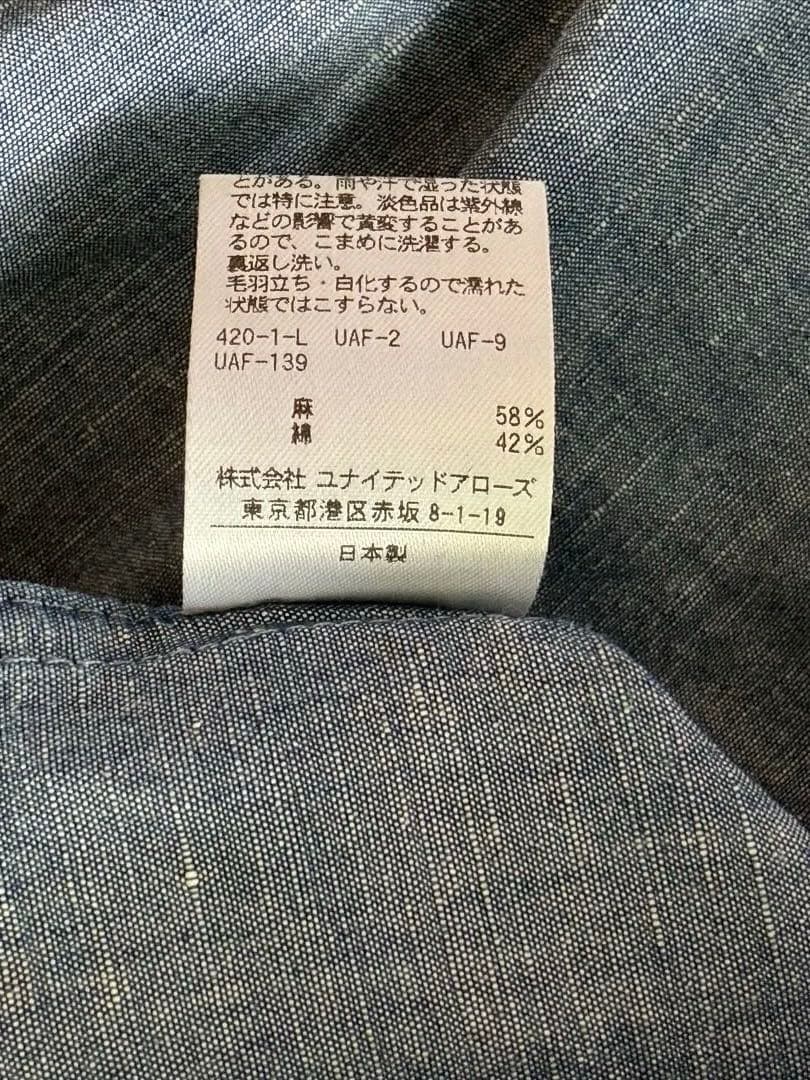 とがある。雨や汗で湿った状態
では特に注意。淡色品は紫外線
などの影響で黄変することがあ
るので、こまめに洗濯する。
裏返し洗い。
毛羽立ち・白化するので濡れた
状態ではこすらない。
420-1-L UAF-2 UAF-9
UAF-139
麻 58%
綿 42%
株式会社 ユナイテッドアローズ
東京都港区赤坂 8-1-19
日本製